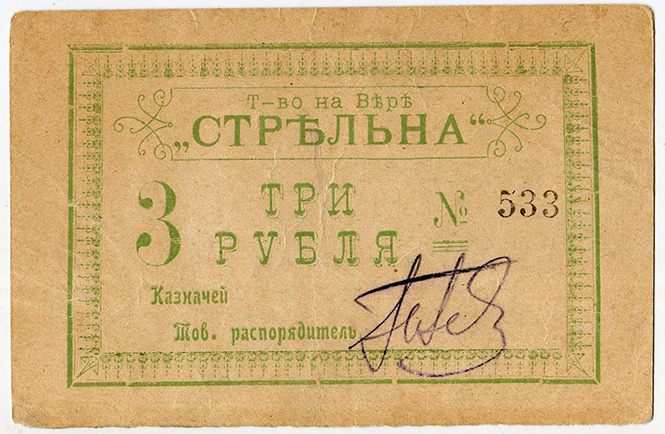 Т-во на Вѣрѣ
„СТРѢЛЬНА“
3 ТРИ РУБЛЯ № 533
Казначей
Тов. распорядитель